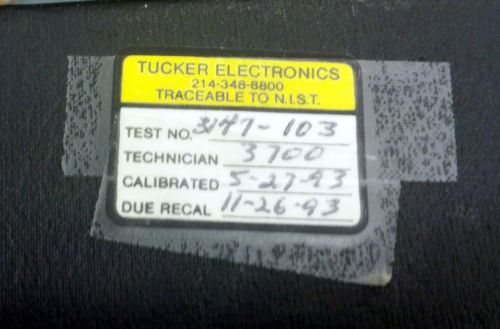 TUCKER ELECTRONICS
214-348-8800
TRACEABLE TO N.I.S.T.
TEST NO. 3147-103
TECHNICIAN 3700
CALIBRATED 5-27-93
DUE RECAL 11-26-93